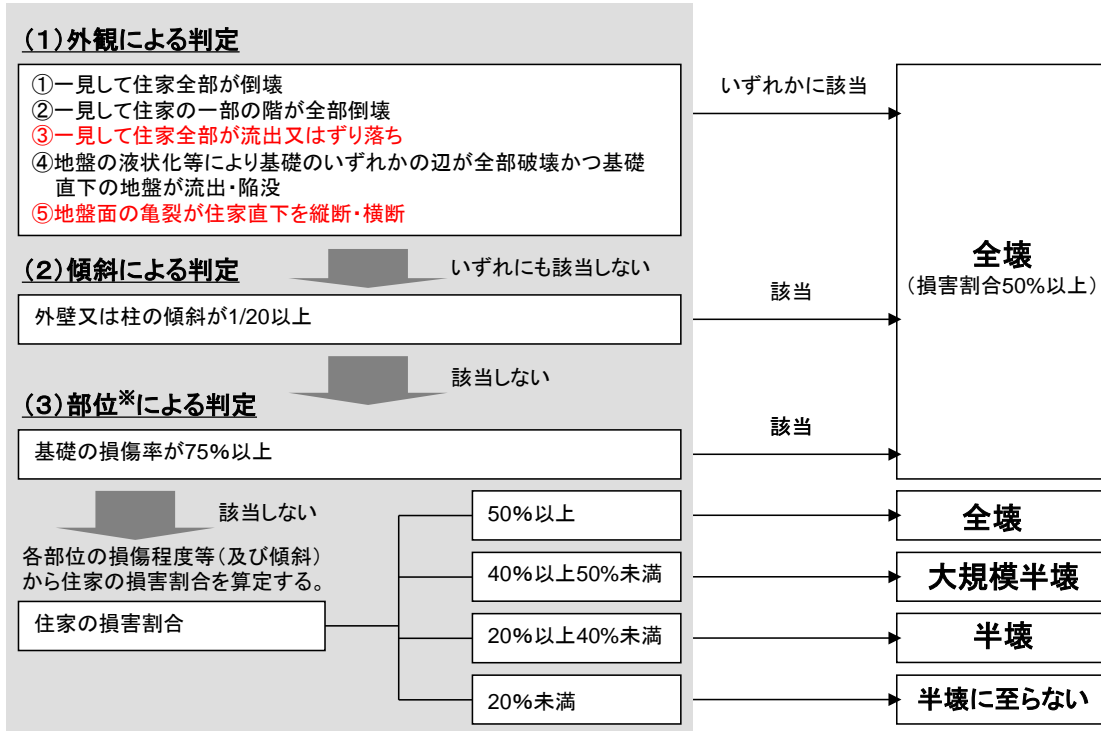 (1)外観による判定
①一見して住家全部が倒壊
②一見して住家の一部の階が全部倒壊
③一見して住家全部が流出又はずり落ち
④地盤の液状化等により基礎のいずれかの辺が全部破壊かつ基礎
直下の地盤が流出・陥没
⑤地盤面の亀裂が住家直下を縦断・横断
いずれかに該当
全壊
(損害割合50%以上)
いずれにも該当しない
(2)傾斜による判定
外壁又は柱の傾斜が1/20以上
該当
該当しない
(3)部位※による判定
基礎の損傷率が75%以上
該当
該当しない
各部位の損傷程度等(及び傾斜)
から住家の損害割合を算定する。
住家の損害割合
50%以上
全壊
40%以上50%未満
大規模半壊
20%以上40%未満
半壊
20%未満
半壊に至らない